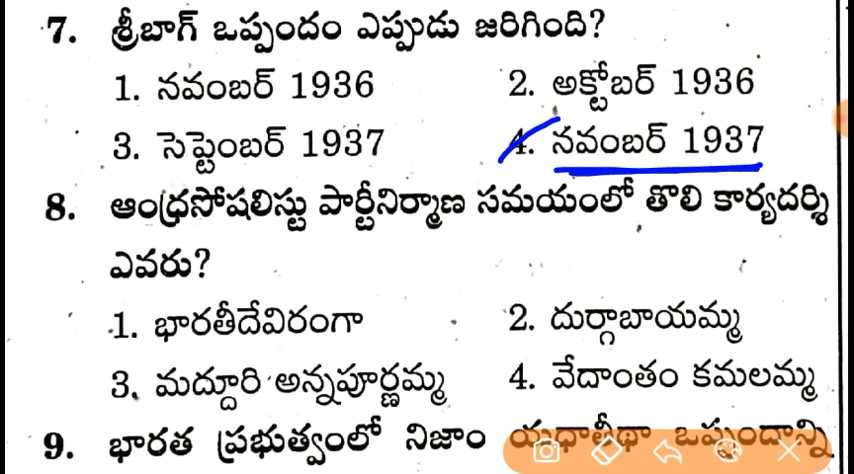 7. శ్రీబాగ్ ఒప్పందం ఎప్పుడు జరిగింది?
1. నవంబర్ 1936 2. అక్టోబర్ 1936
3. సెప్టెంబర్ 1937 4. నవంబర్ 1937
8. ఆంధ్రసోషలిస్టు పార్టీనిర్మాణ సమయంలో తొలి కార్యదర్శి
ఎవరు?
1. భారతీదేవిరంగా 2. దుర్గాబాయమ్మ
3. మద్దూరి అన్నపూర్ణమ్మ 4. వేదాంతం కమలమ్మ
9. భారత ప్రభుత్వంలో నిజాం యధాతీథా ఒప్పందాన్ని